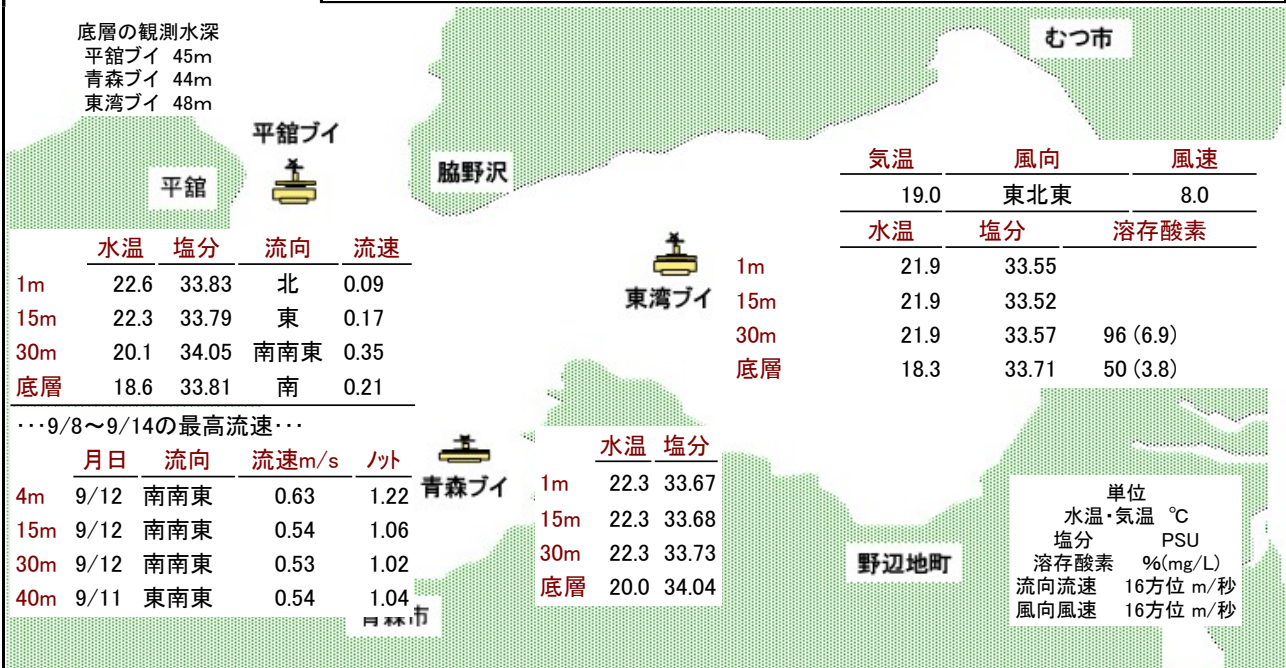 底層の観測水深
平舘ブイ 45m
青森ブイ 44m
東湾ブイ 48m
むつ市
平舘ブイ
脇野沢
平舘
気温 風向 風速
19.0 東北東 8.0
水温 塩分 溶存酸素
1m 21.9 33.55
15m 21.9 33.52
30m 21.9 33.57 96 (6.9)
底層 18.3 33.71 50 (3.8)
東湾ブイ
水温 塩分 流向 流速
1m 22.6 33.83 北 0.09
15m 22.3 33.79 東 0.17
30m 20.1 34.05 南南東 0.35
底層 18.6 33.81 南 0.21
…9/8～9/14の最高流速…
月日 流向 流速m/s ノット
4m 9/12 南南東 0.63 1.22
15m 9/12 南南東 0.54 1.06
30m 9/12 南南東 0.53 1.02
40m 9/11 東南東 0.54 1.04
青森ブイ
水温 塩分
1m 22.3 33.67
15m 22.3 33.68
30m 22.3 33.73
底層 20.0 34.04
青森市
野辺地町
単位
水温・気温 ℃
塩分 PSU
溶存酸素 %(mg/L)
流向流速 16方位 m/秒
風向風速 16方位 m/秒